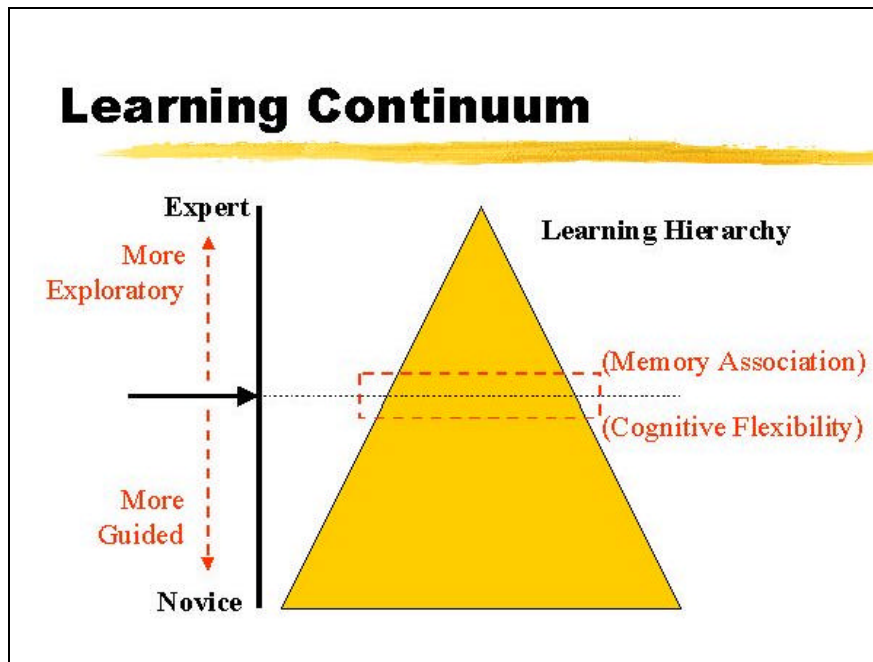 Learning Continuum
Expert
Learning Hierarchy
More
Exploratory
(Memory Association)
(Cognitive Flexibility)
More
Guided
Novice